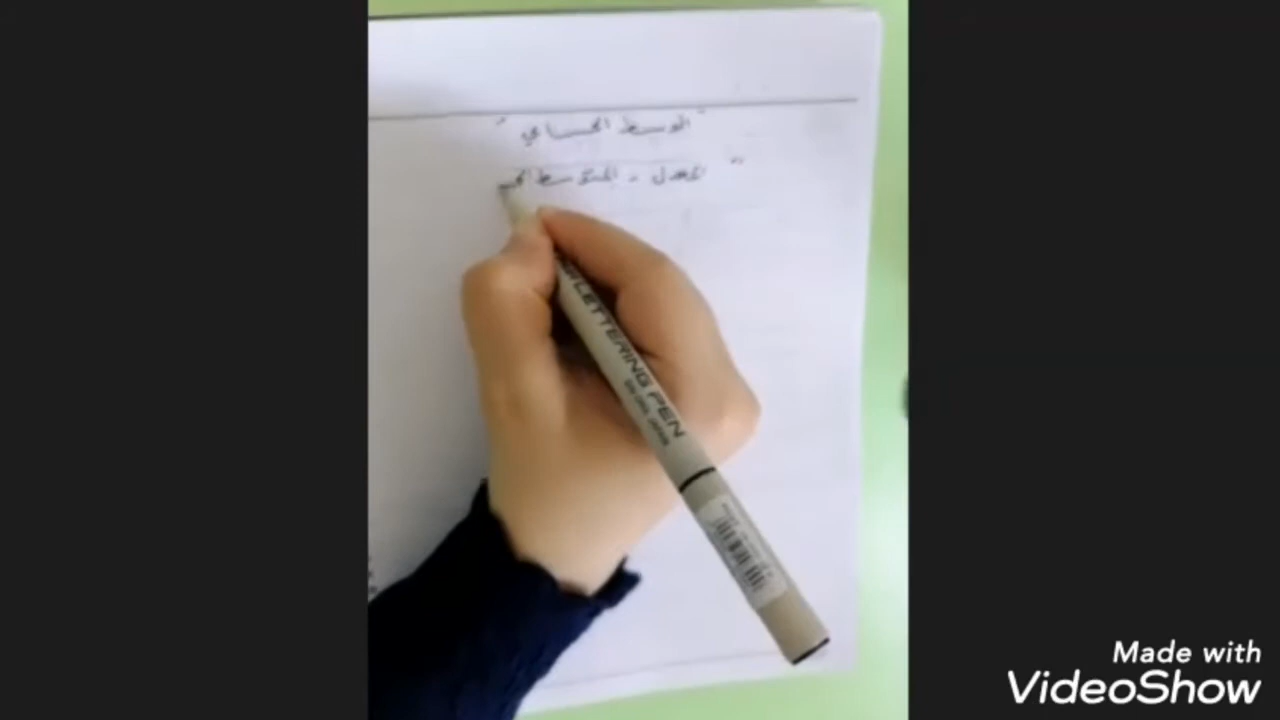 "الوسط الحسابي"
" المعدل - المتوسط
LETTERING PEN
Made with
VideoShow